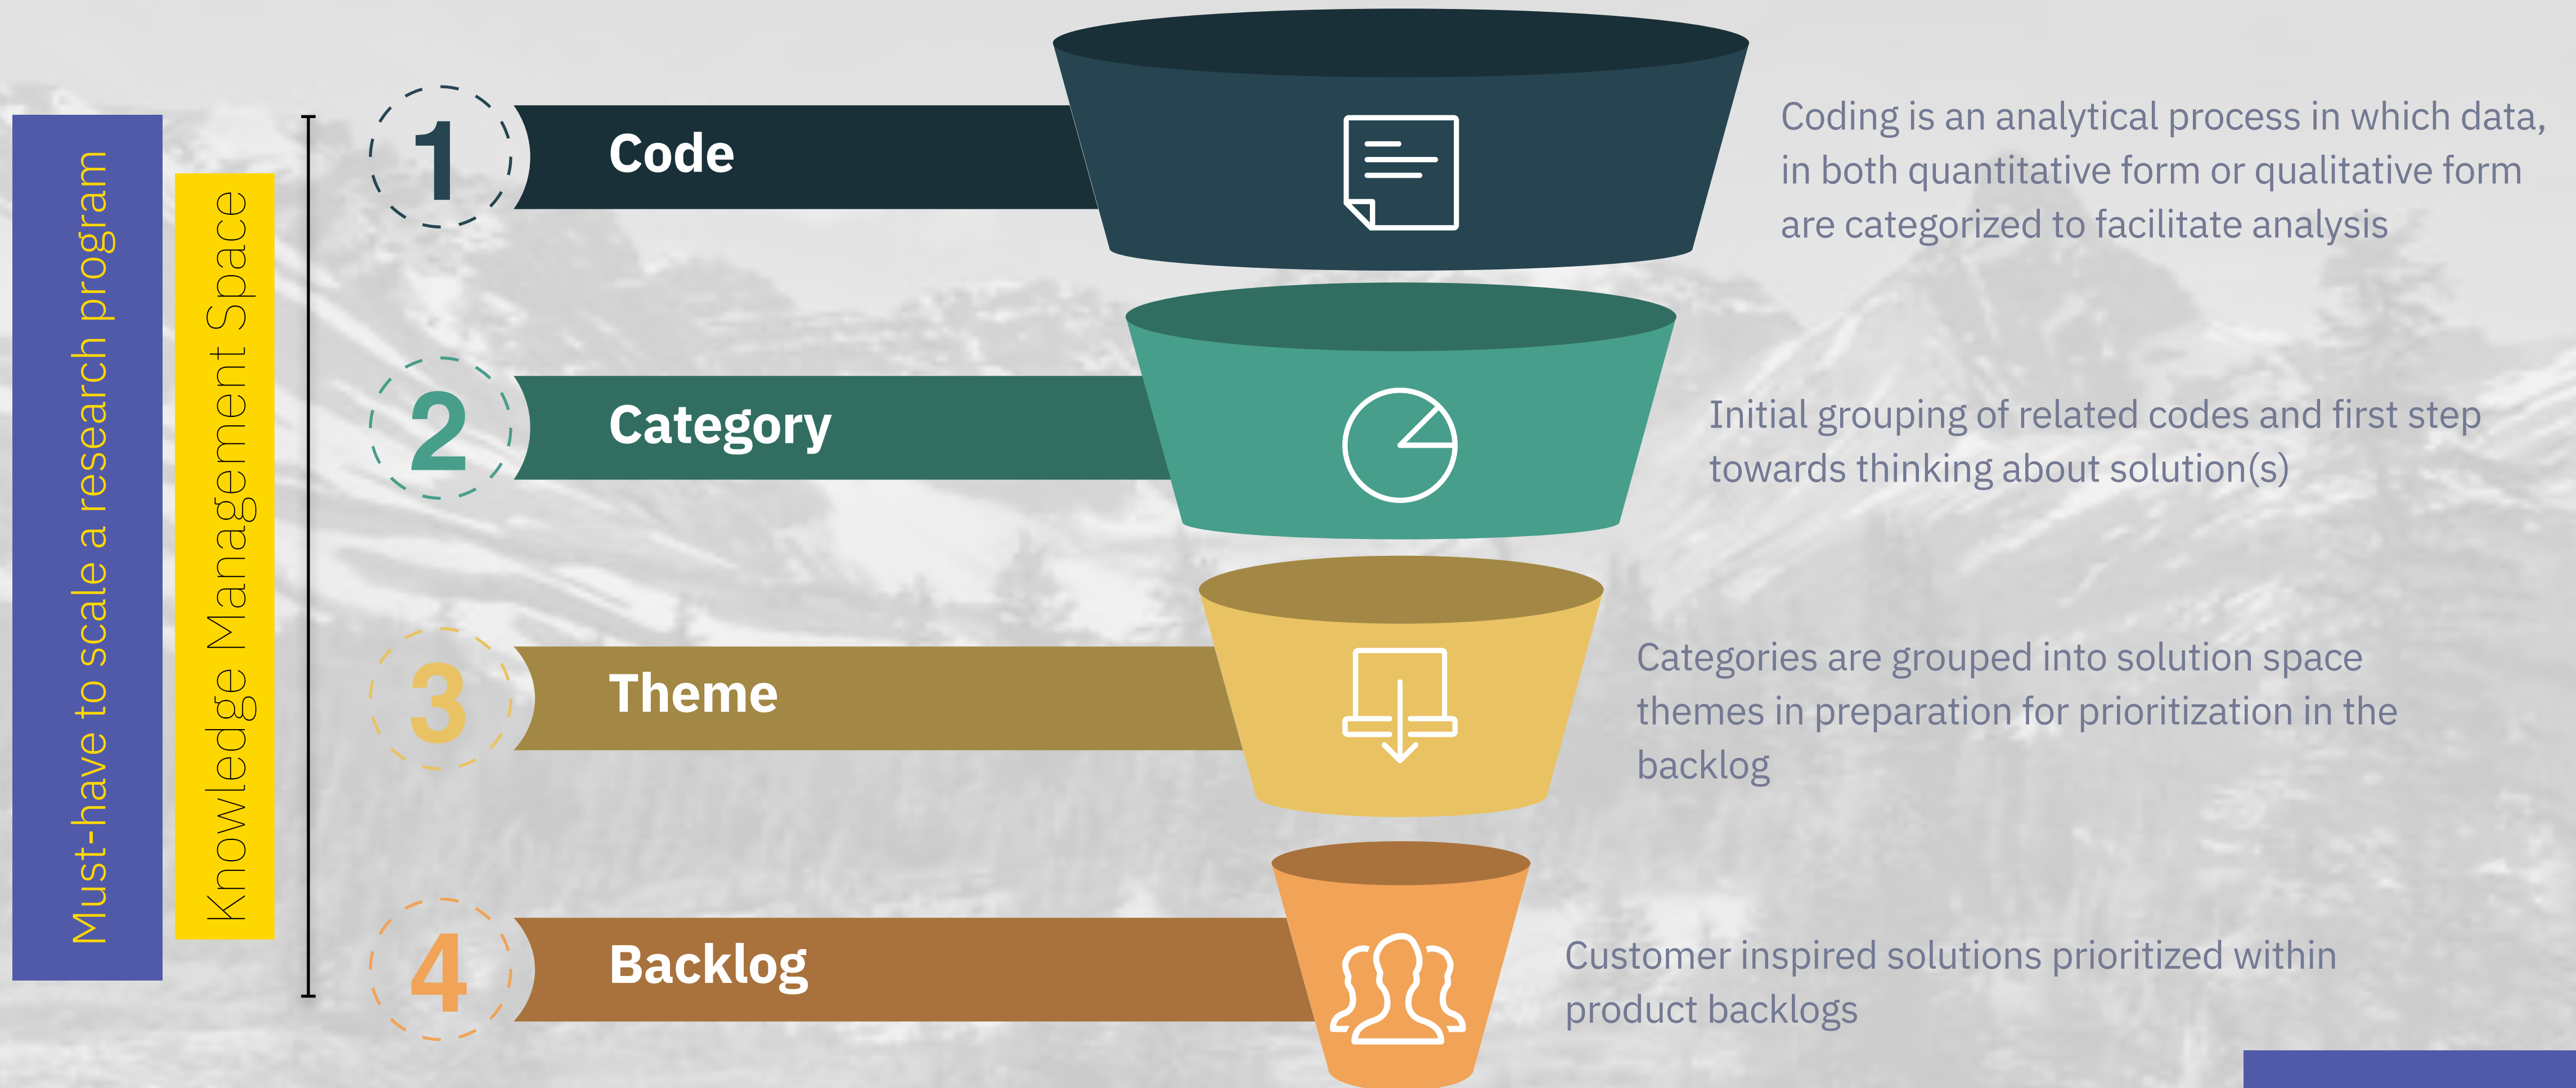 Must-have to scale a research program
Knowledge Management Space
1
Code
Coding is an analytical process in which data,
in both quantitative form or qualitative form
are categorized to facilitate analysis
2
Category
Initial grouping of related codes and first step
towards thinking about solution(s)
3
Theme
Categories are grouped into solution space
themes in preparation for prioritization in the
backlog
4
Backlog
Customer inspired solutions prioritized within
product backlogs